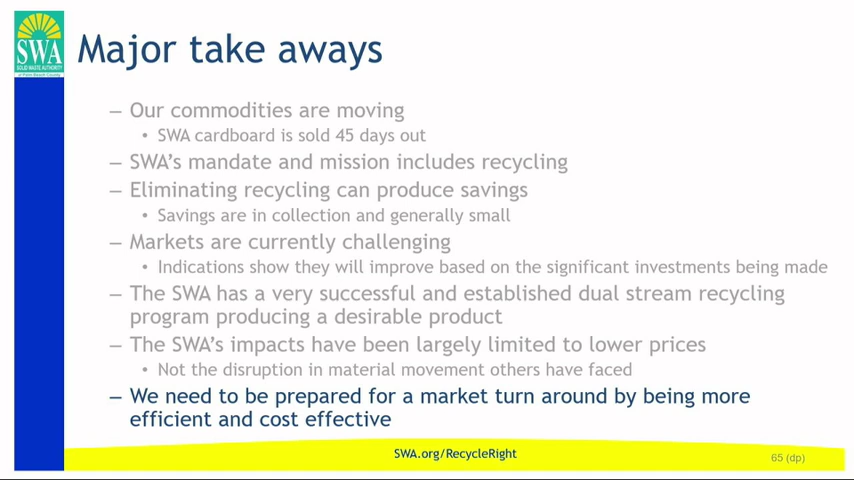 SWA
SOLID WASTE AUTHORITY
of Palm Beach County
Major take aways
– Our commodities are moving
• SWA cardboard is sold 45 days out
– SWA's mandate and mission includes recycling
– Eliminating recycling can produce savings
• Savings are in collection and generally small
– Markets are currently challenging
• Indications show they will improve based on the significant investments being made
– The SWA has a very successful and established dual stream recycling
program producing a desirable product
– The SWA's impacts have been largely limited to lower prices
• Not the disruption in material movement others have faced
– We need to be prepared for a market turn around by being more
efficient and cost effective
SWA.org/RecycleRight
65 (dp)